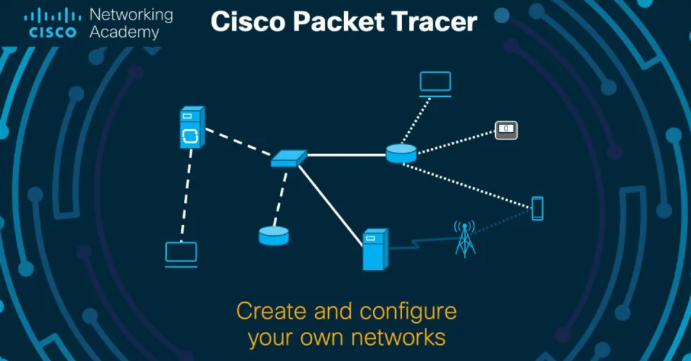 Cisco Packet Tracer
CISCO
Networking
Academy
Create and configure
your own networks